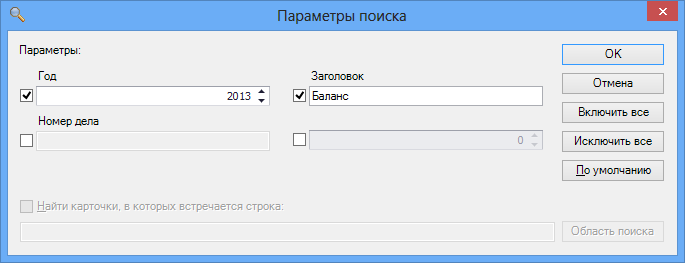 Параметры поиска
Параметры:
Год
Заголовок
2013
Баланс
Номер дела
0
Найти карточки, в которых встречается строка:
OK
Отмена
Включить все
Исключить все
По умолчанию
Область поиска